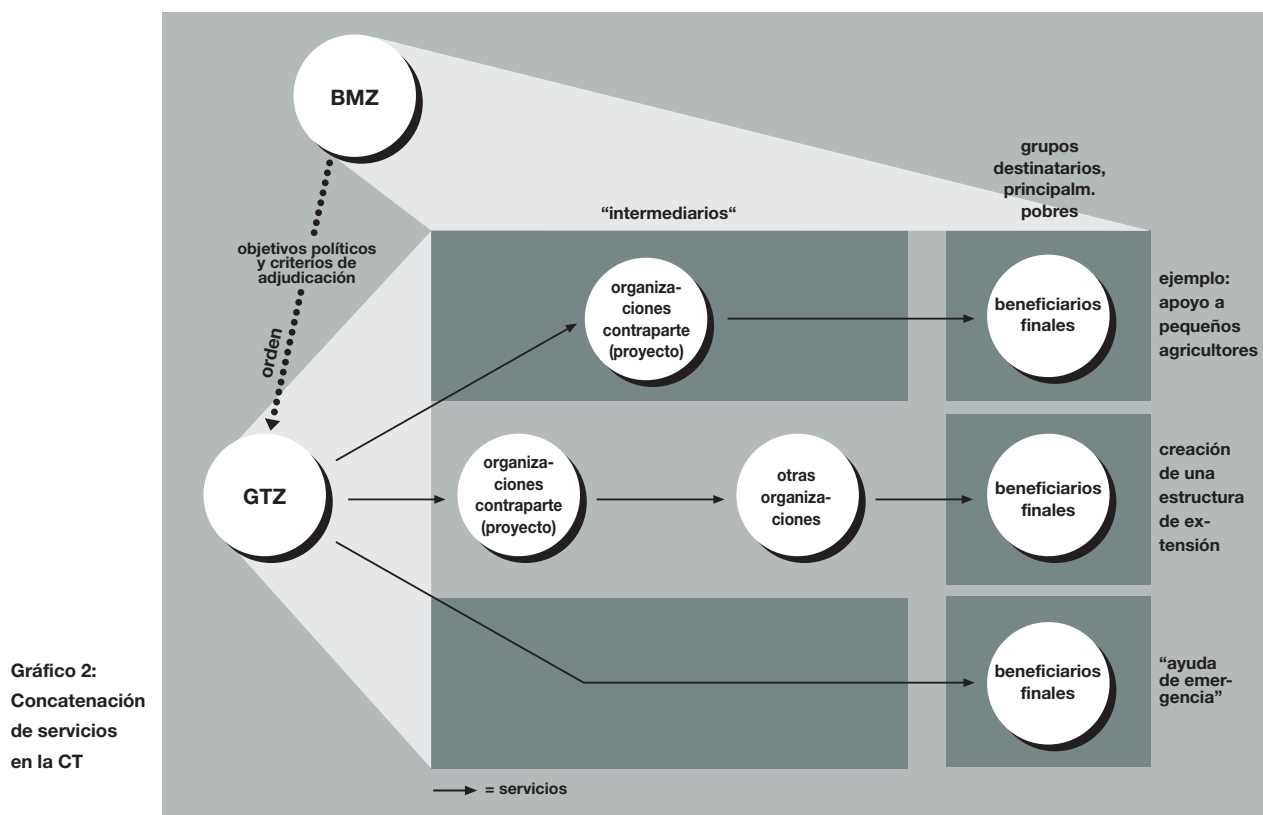 BMZ
grupos
destinatarios,
principalm.
pobres
“intermediarios“
objetivos políticos
y criterios de
adjudicación
orden
organiza-
ciones
contraparte
(proyecto)
beneficiarios
finales
ejemplo:
apoyo a
pequeños
agricultores
GTZ
organiza-
ciones
contraparte
(proyecto)
otras
organiza-
ciones
beneficiarios
finales
creación
de una
estructura
de ex-
tensión
beneficiarios
finales
“ayuda
de emer-
gencia”
Gráfico 2:
Concatenación
de servicios
en la CT
= servicios